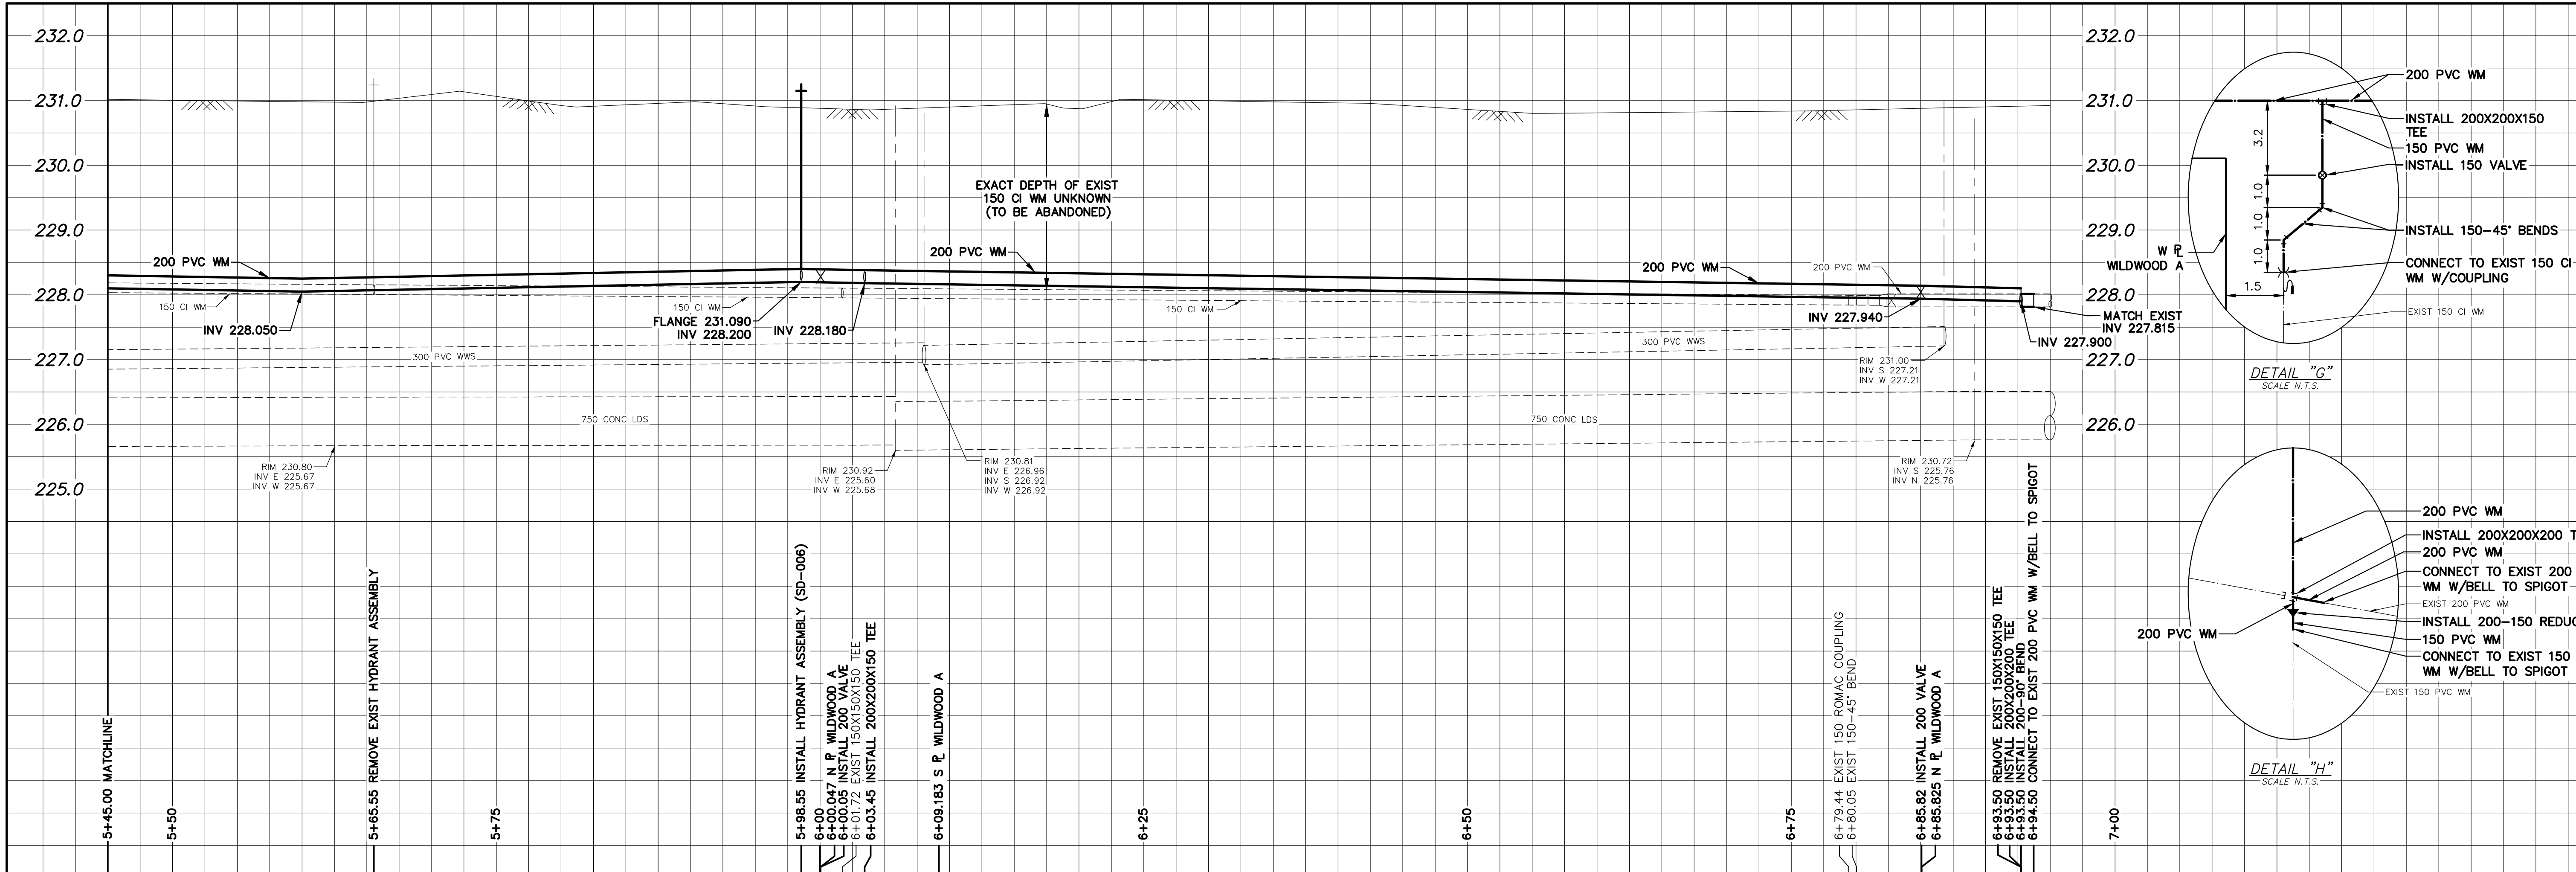 232.0
231.0
230.0
229.0
228.0
227.0
226.0
225.0
232.0
231.0
230.0
229.0
228.0
227.0
226.0
200 PVC WM
150 CI WM
INV 228.050
300 PVC WWS
750 CONC LDS
RIM 230.80
INV E 225.67
INV W 225.67
150 CI WM
FLANGE 231.090
INV 228.200
INV 228.180
RIM 230.92
INV E 225.60
INV W 225.68
EXACT DEPTH OF EXIST
150 CI WM UNKNOWN
(TO BE ABANDONED)
200 PVC WM
150 CI WM
RIM 230.81
INV E 226.96
INV S 226.92
INV W 226.92
200 PVC WM
200 PVC WM
INV 227.940
300 PVC WWS
750 CONC LDS
RIM 231.00
INV S 227.21
INV W 227.21
RIM 230.72
INV S 225.76
INV N 225.76
MATCH EXIST
INV 227.815
INV 227.900
5+45.00 MATCHLINE
5+50
5+65.55 REMOVE EXIST HYDRANT ASSEMBLY
5+75
5+98.55 INSTALL HYDRANT ASSEMBLY (SD-006)
6+00
6+00.047 N PL WILDWOOD A
6+00.05 INSTALL 200 VALVE
6+01.72 EXIST 150X150X150 TEE
6+03.45 INSTALL 200X200X150 TEE
6+09.183 S PL WILDWOOD A
6+25
6+50
6+75
6+79.44 EXIST 150 ROMAC COUPLING
6+80.05 EXIST 150-45° BEND
6+85.82 INSTALL 200 VALVE
6+85.825 N PL WILDWOOD A
6+93.50 REMOVE EXIST 150X150X150 TEE
6+93.50 INSTALL 200X200X200 TEE
6+93.50 INSTALL 200-90° BEND
6+94.50 CONNECT TO EXIST 200 PVC WM W/BELL TO SPIGOT
7+00
200 PVC WM
INSTALL 200X200X150
TEE
150 PVC WM
INSTALL 150 VALVE
INSTALL 150-45° BENDS
CONNECT TO EXIST 150 CI
WM W/COUPLING
EXIST 150 CI WM
3.2
1.0
1.0
1.0
1.5
W PL
WILDWOOD A
DETAIL "G"
SCALE N.T.S.
200 PVC WM
INSTALL 200X200X200 T
200 PVC WM
CONNECT TO EXIST 200
WM W/BELL TO SPIGOT
EXIST 200 PVC WM
INSTALL 200-150 REDUC
150 PVC WM
CONNECT TO EXIST 150
WM W/BELL TO SPIGOT
EXIST 150 PVC WM
200 PVC WM
DETAIL "H"
SCALE N.T.S.